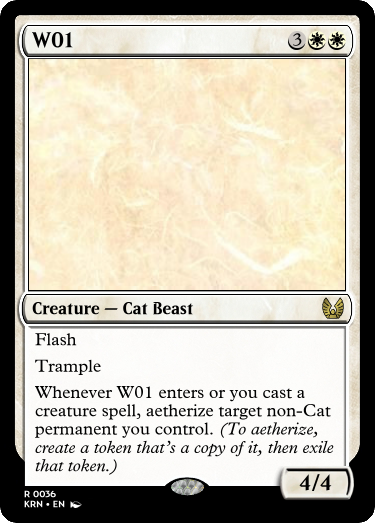 W01
3
Creature — Cat Beast
Flash
Trample
Whenever W01 enters or you cast a
creature spell, aetherize target non-Cat
permanent you control. (To aetherize,
create a token that's a copy of it, then exile
that token.)
4/4
R 0036
KRN • EN